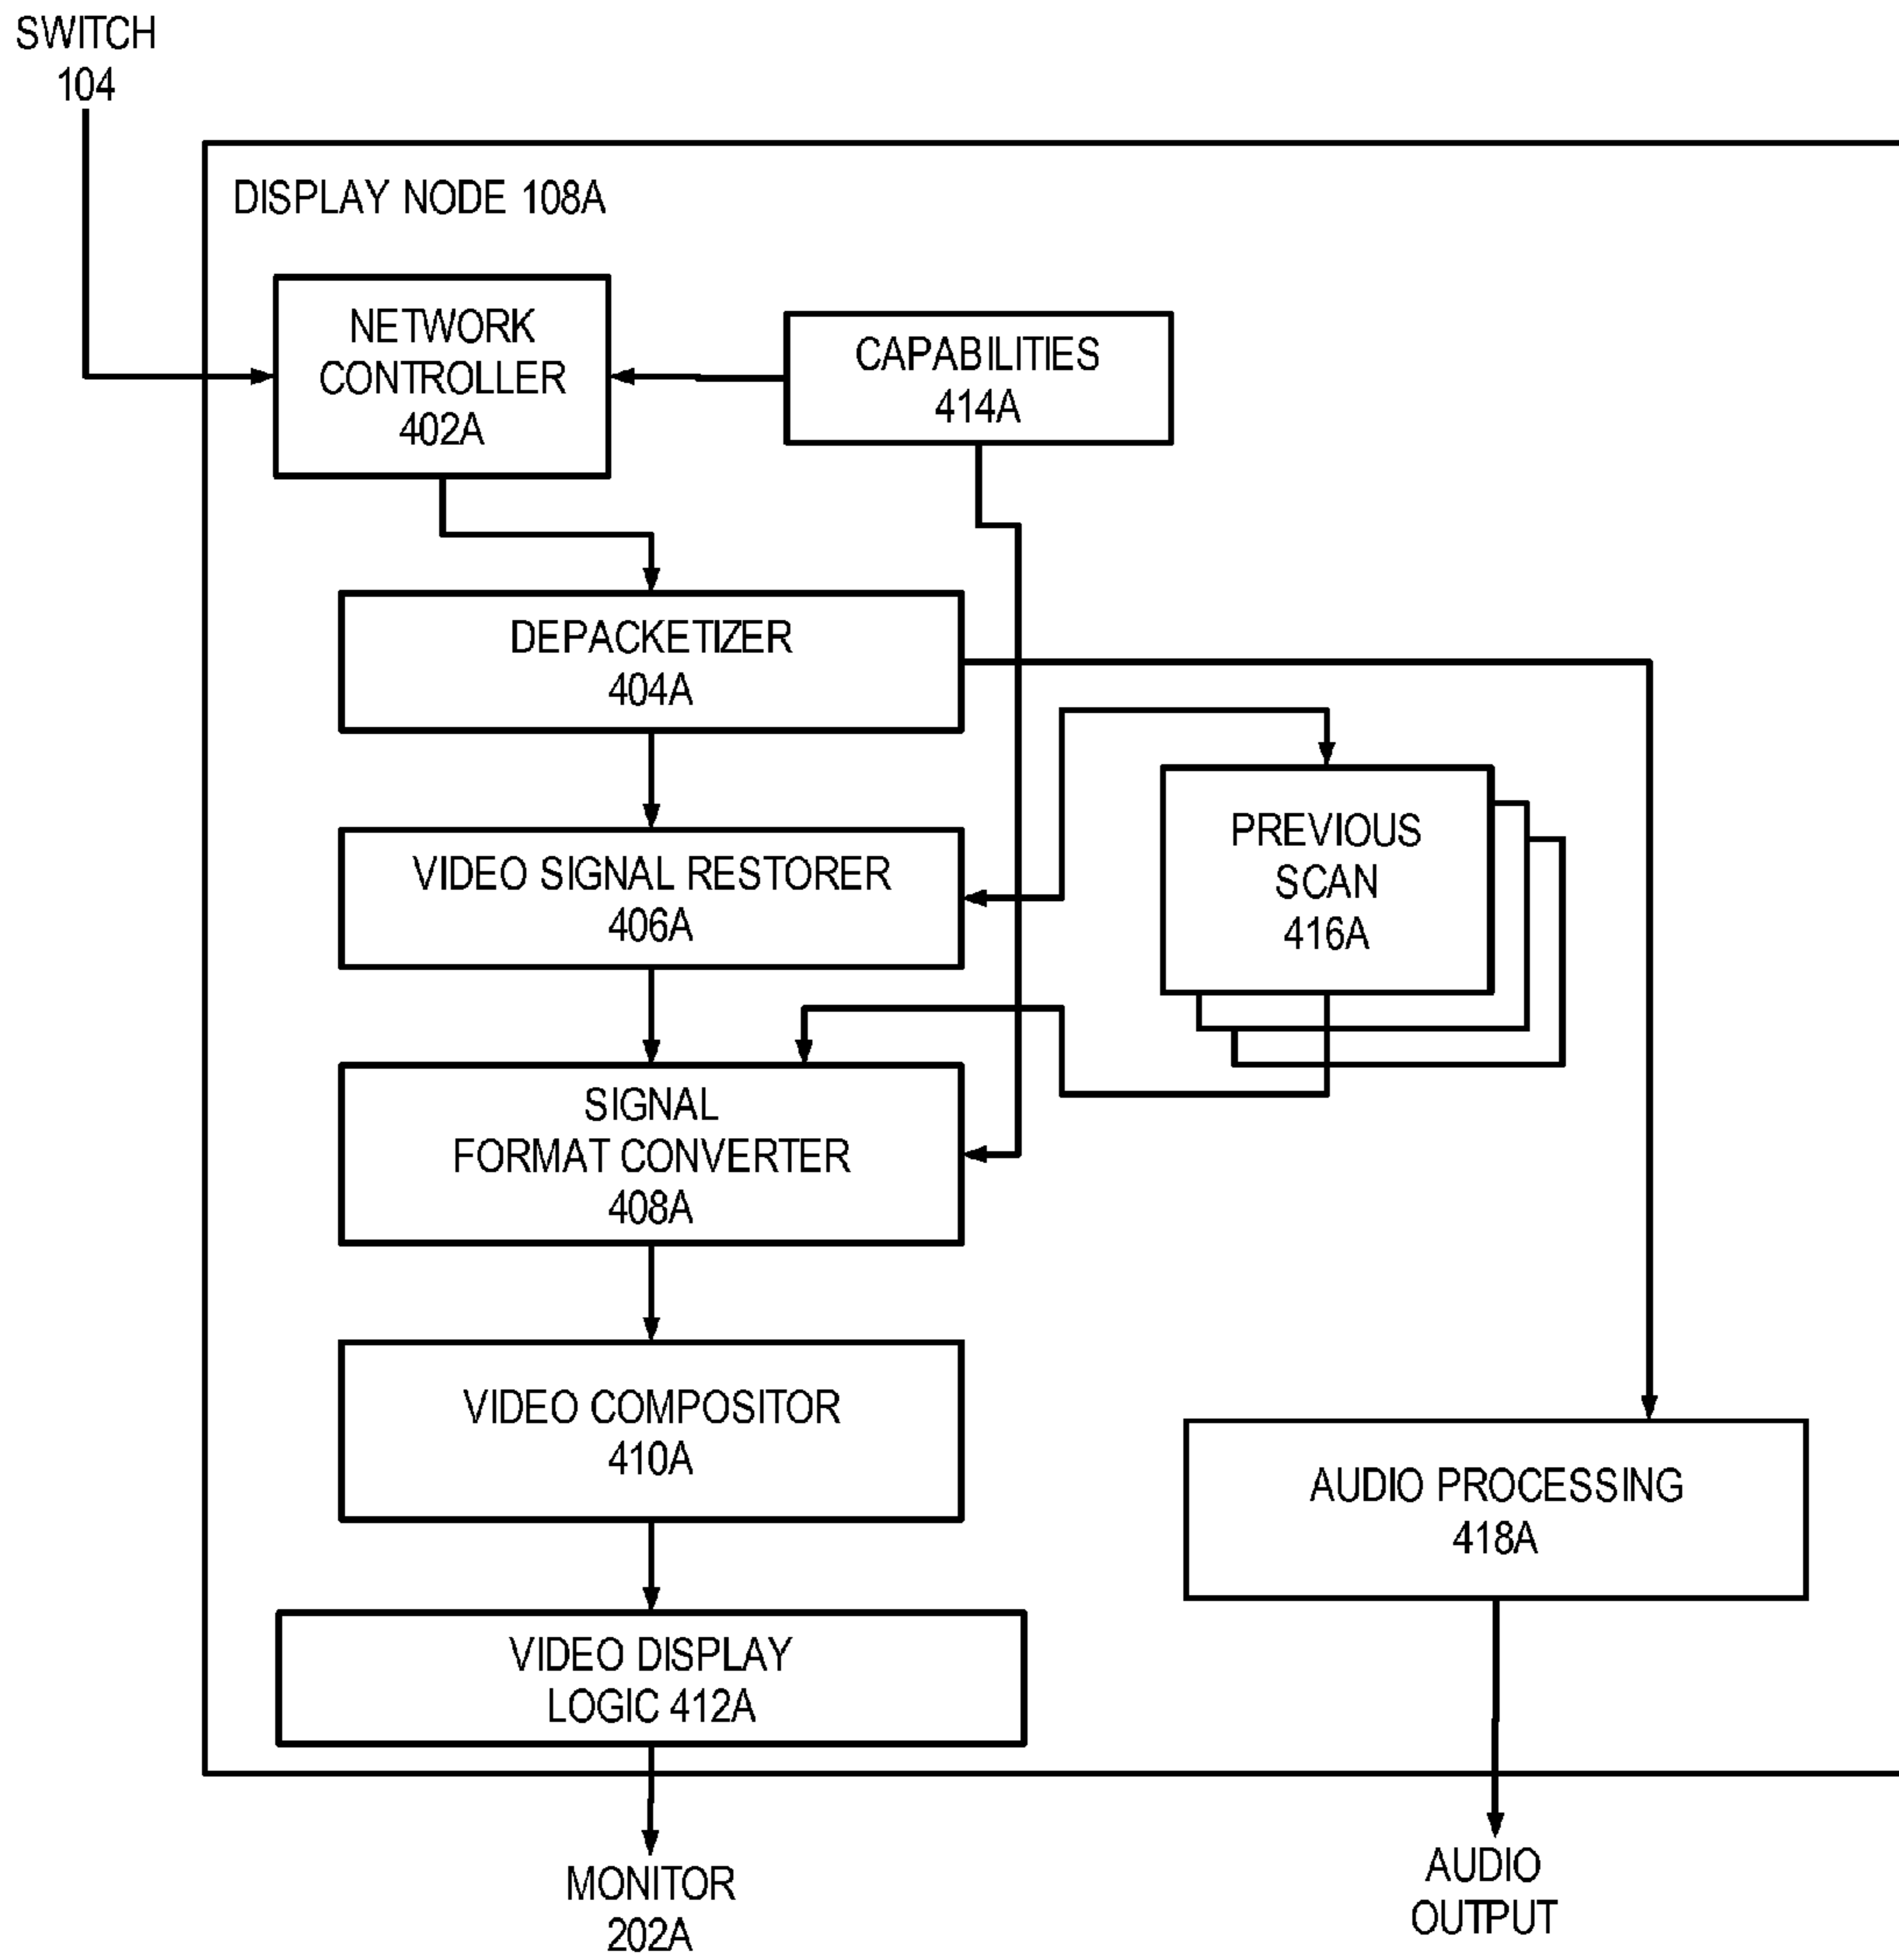 SWITCH
104
DISPLAY NODE 108A
NETWORK
CONTROLLER
402A
CAPABILITIES
414A
DEPACKETIZER
404A
VIDEO SIGNAL RESTORER
406A
PREVIOUS
SCAN
416A
SIGNAL
FORMAT CONVERTER
408A
VIDEO COMPOSITOR
410A
AUDIO PROCESSING
418A
VIDEO DISPLAY
LOGIC 412A
MONITOR
202A
AUDIO
OUTPUT